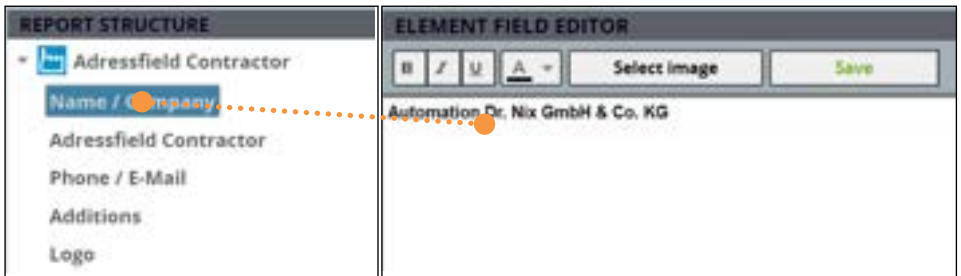 REPORT STRUCTURE
Adressfield Contractor
Name / Company
Adressfield Contractor
Phone / E-Mail
Additions
Logo
ELEMENT FIELD EDITOR
B I U A Select image Save
Automation Dr. Nix GmbH & Co. KG